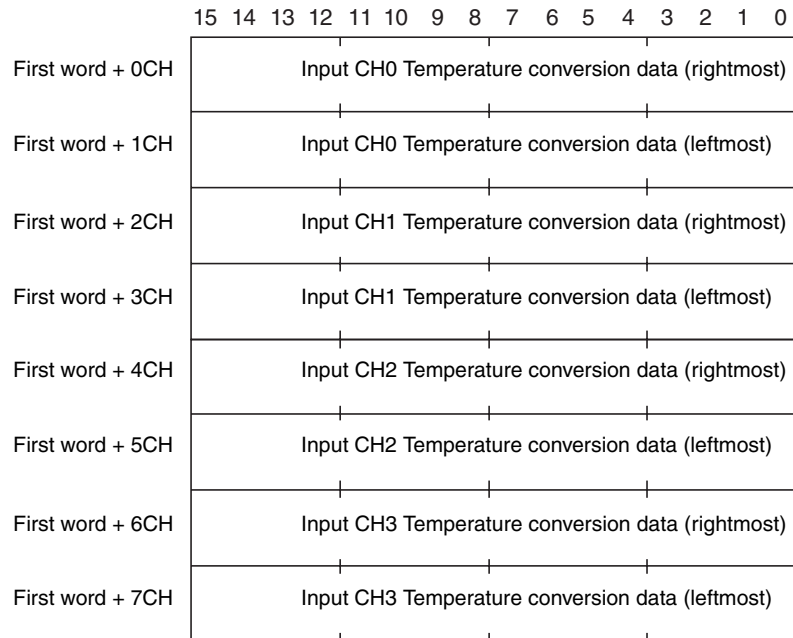 15 14 13 12 11 10 9 8 7 6 5 4 3 2 1 0
First word + 0CH Input CH0 Temperature conversion data (rightmost)
First word + 1CH Input CH0 Temperature conversion data (leftmost)
First word + 2CH Input CH1 Temperature conversion data (rightmost)
First word + 3CH Input CH1 Temperature conversion data (leftmost)
First word + 4CH Input CH2 Temperature conversion data (rightmost)
First word + 5CH Input CH2 Temperature conversion data (leftmost)
First word + 6CH Input CH3 Temperature conversion data (rightmost)
First word + 7CH Input CH3 Temperature conversion data (leftmost)